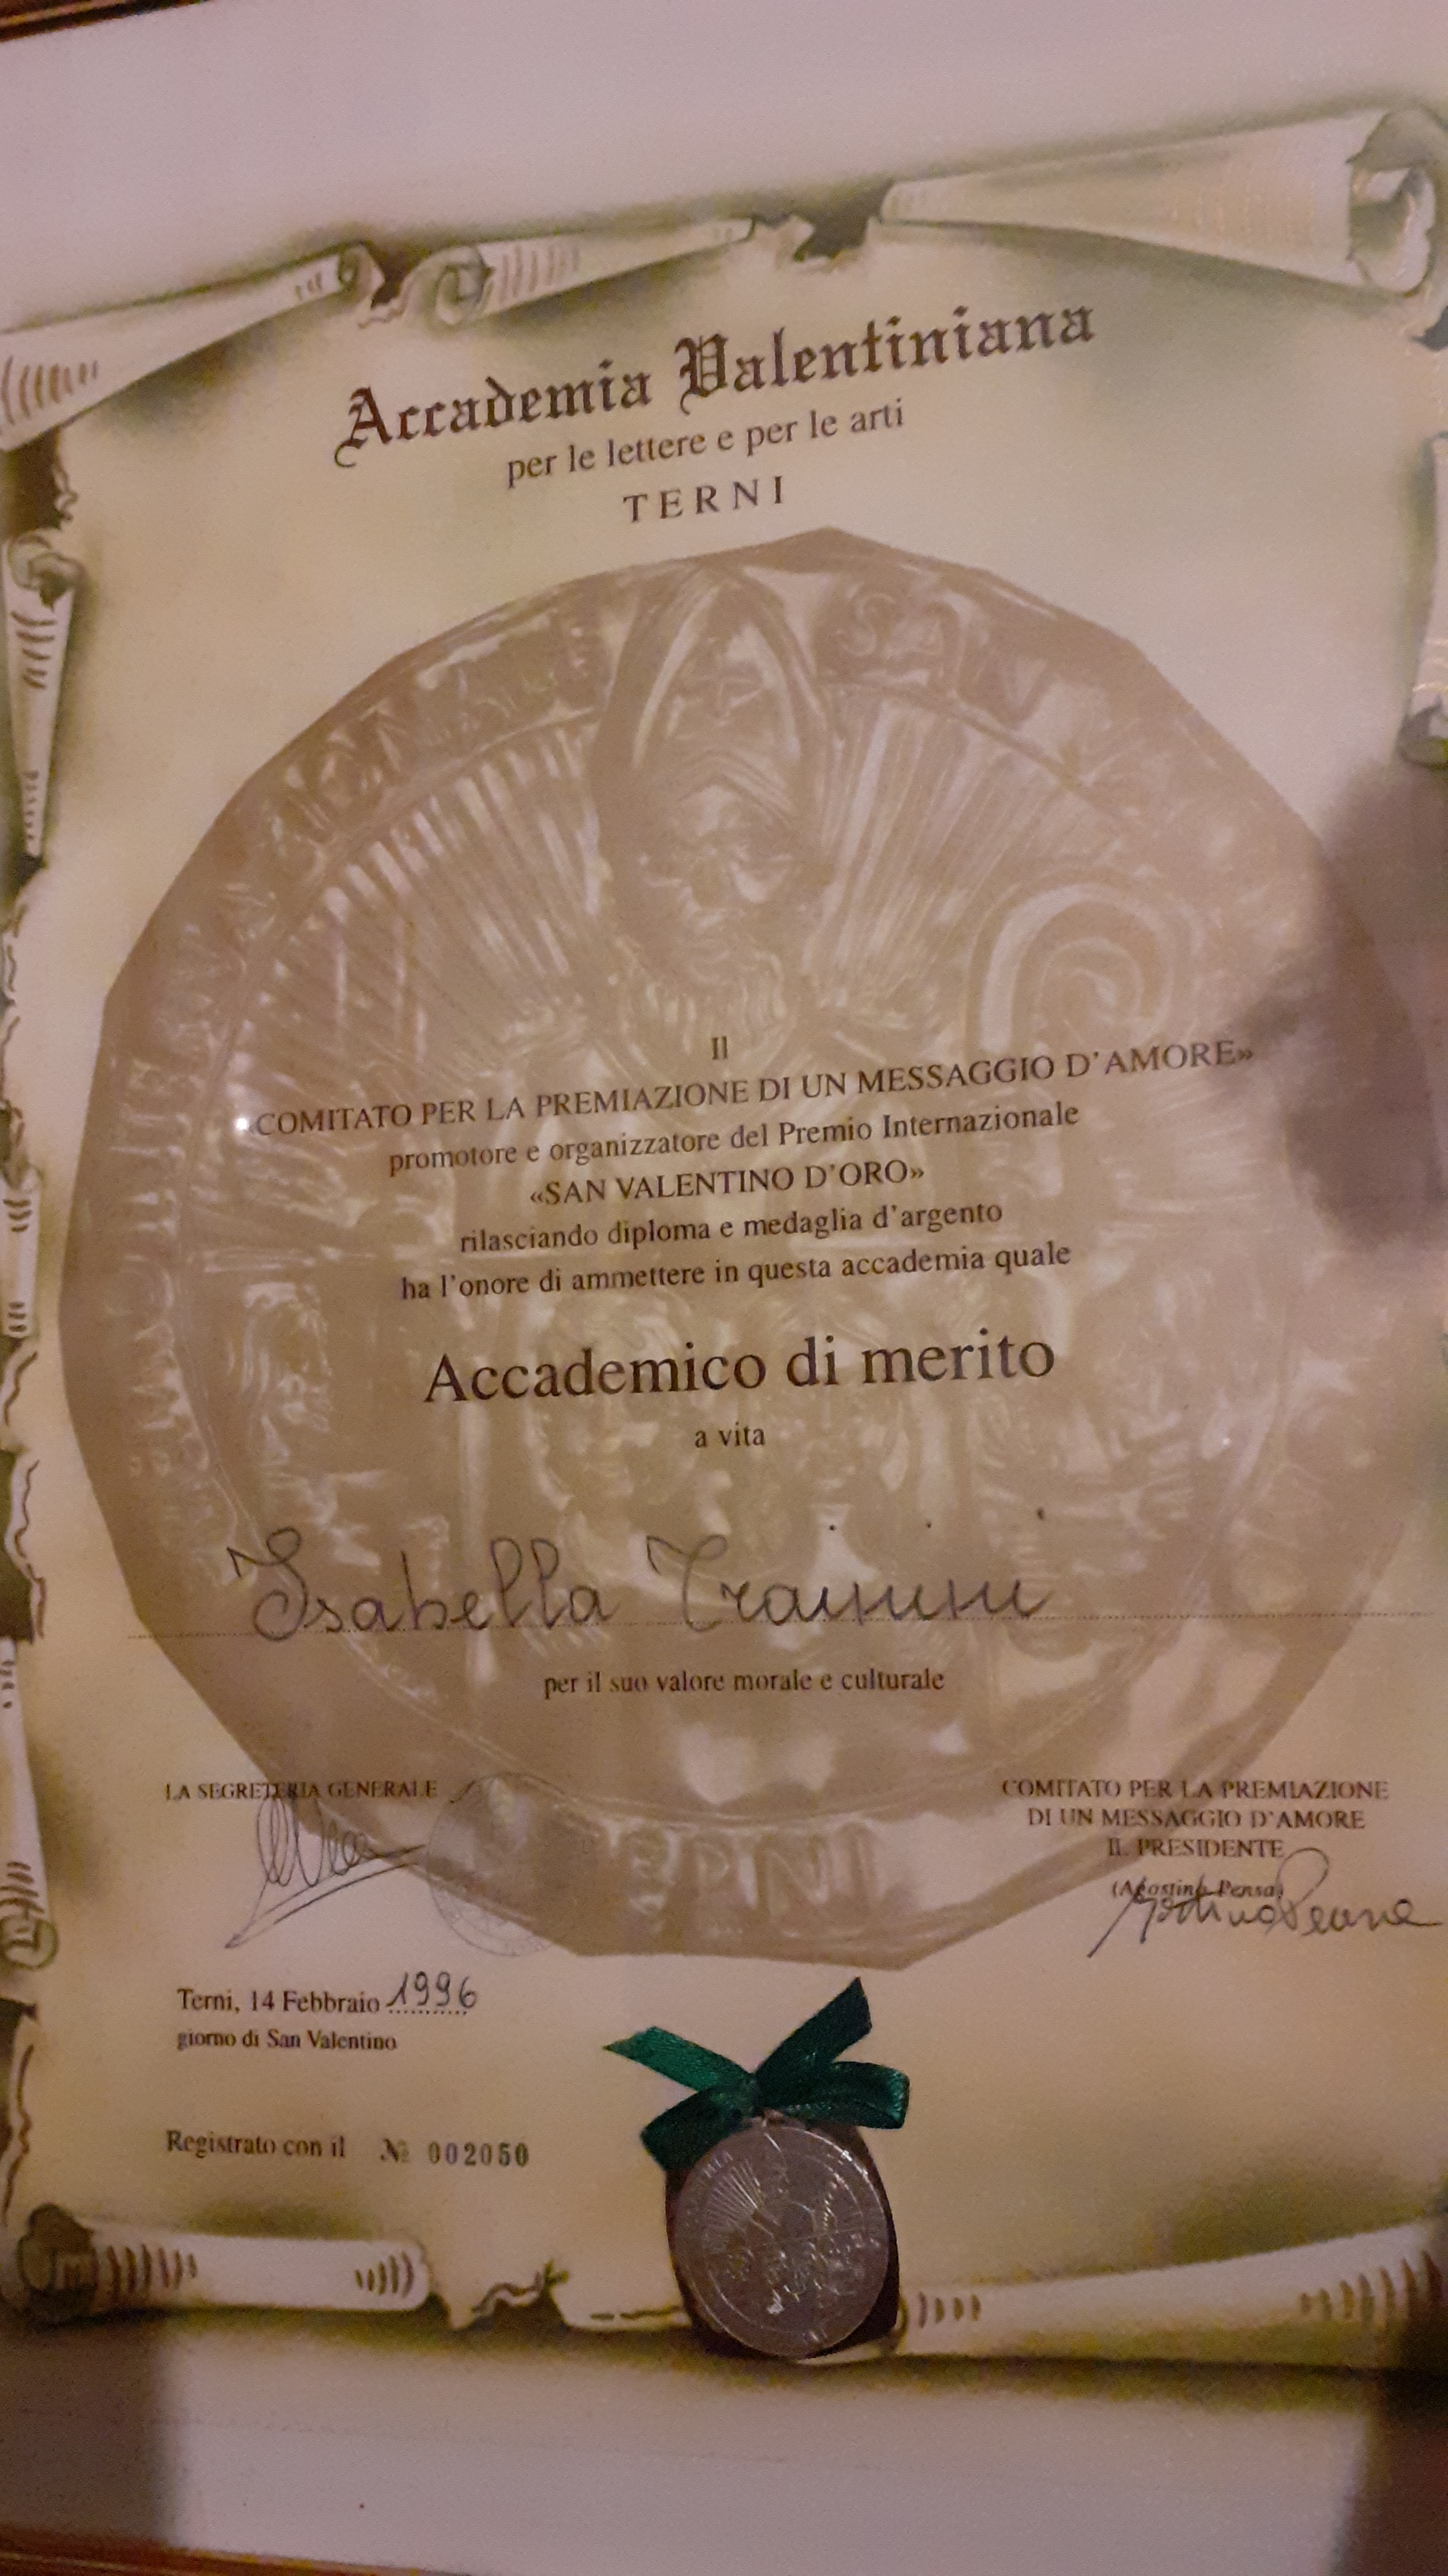 Accademia Valentiniana
per le lettere e per le arti
TERNI
Il
«COMITATO PER LA PREMIAZIONE DI UN MESSAGGIO D'AMORE»
promotore e organizzatore del Premio Internazionale
«SAN VALENTINO D'ORO»
rilasciando diploma e medaglia d'argento
ha l'onore di ammettere in questa accademia quale
Accademico di merito
a vita
Isabella Trainini
per il suo valore morale e culturale
LA SEGRETERIA GENERALE
COMITATO PER LA PREMIAZIONE
DI UN MESSAGGIO D'AMORE
IL PRESIDENTE
(Agostino Pensa)
Terni, 14 Febbraio 1996
giorno di San Valentino
Registrato con il № 002050